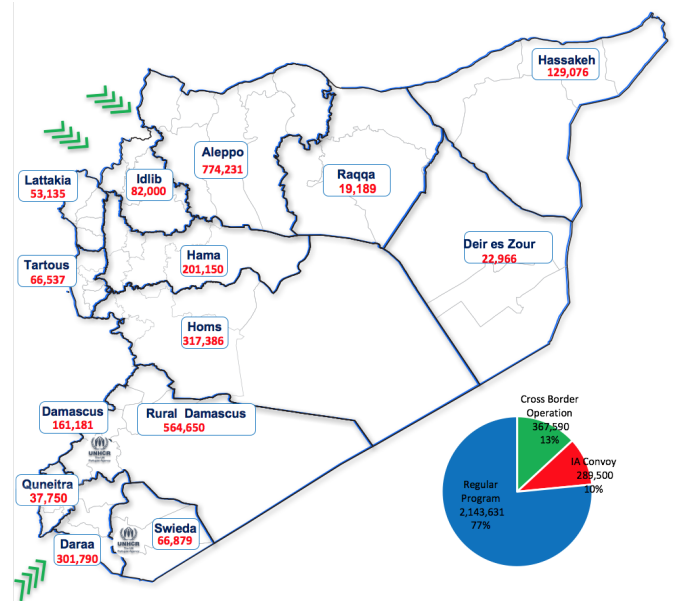 Hassakeh
129,076
Aleppo
774,231
Idlib
82,000
Raqqa
19,189
Lattakia
53,135
Deir es Zour
22,966
Hama
201,150
Tartous
66,537
Homs
317,386
Damascus
161,181
Rural Damascus
564,650
UNHCR
Quneitra
37,750
Swieda
66,879
UNHCR
Daraa
301,790
Cross Border
Operation
367,590
13%
IA Convoy
289,500
10%
Regular
Program
2,143,631
77%